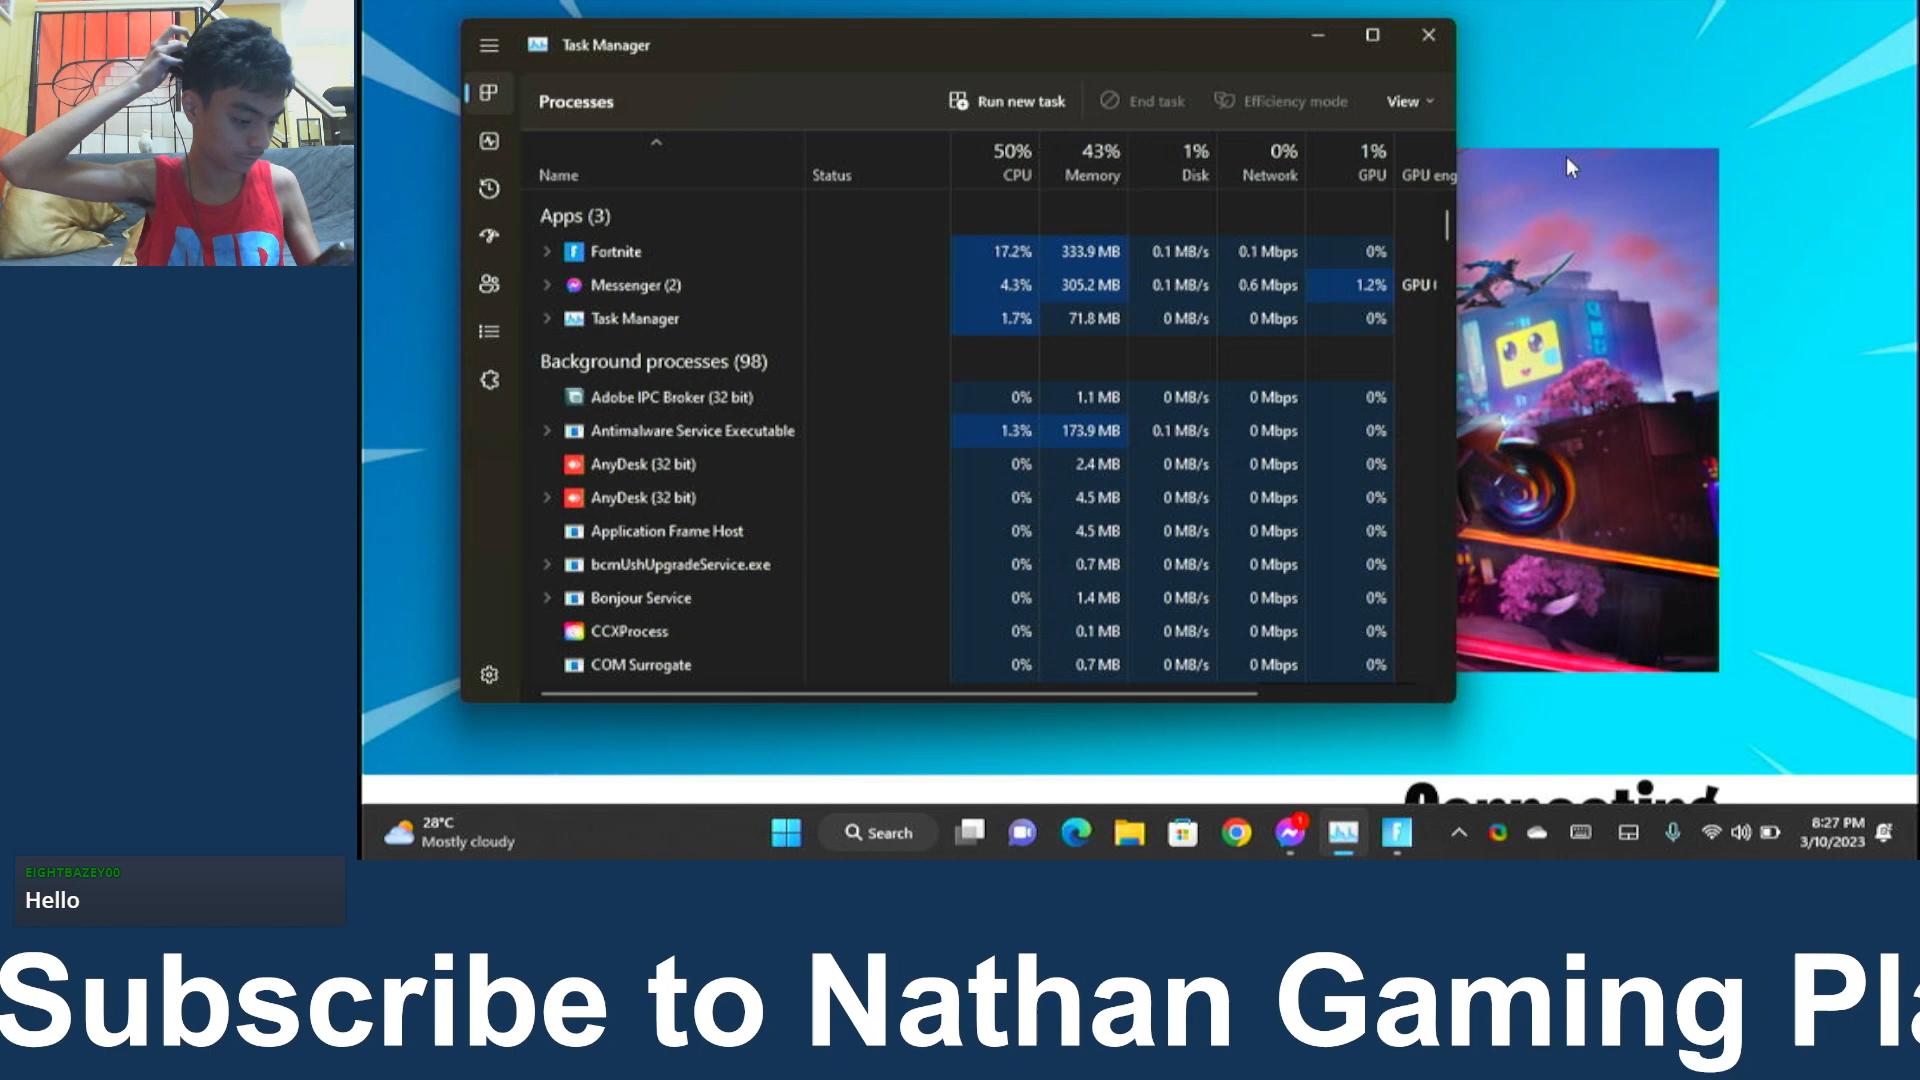 Task Manager
Processes
Run new task
End task
Efficiency mode
View
50% 43% 1% 0% 1%
Name Status CPU Memory Disk Network GPU GPU eng
Apps (3)
Fortnite 17.2% 333.9 MB 0.1 MB/s 0.1 Mbps 0%
Messenger (2) 4.3% 305.2 MB 0.1 MB/s 0.6 Mbps 1.2% GPU
Task Manager 1.7% 71.8 MB 0 MB/s 0 Mbps 0%
Background processes (98)
Adobe IPC Broker (32 bit) 0% 1.1 MB 0 MB/s 0 Mbps 0%
Antimalware Service Executable 1.3% 173.9 MB 0.1 MB/s 0 Mbps 0%
AnyDesk (32 bit) 0% 2.4 MB 0 MB/s 0 Mbps 0%
AnyDesk (32 bit) 0% 4.5 MB 0 MB/s 0 Mbps 0%
Application Frame Host 0% 4.5 MB 0 MB/s 0 Mbps 0%
bcmUshUpgradeService.exe 0% 0.7 MB 0 MB/s 0 Mbps 0%
Bonjour Service 0% 1.4 MB 0 MB/s 0 Mbps 0%
CCXProcess 0% 0.1 MB 0 MB/s 0 Mbps 0%
COM Surrogate 0% 0.7 MB 0 MB/s 0 Mbps 0%
Connecting
28°C
Mostly cloudy
Search
8:27 PM
3/10/2023
EIGHTBAZEY00
Hello
Subscribe to Nathan Gaming Pla